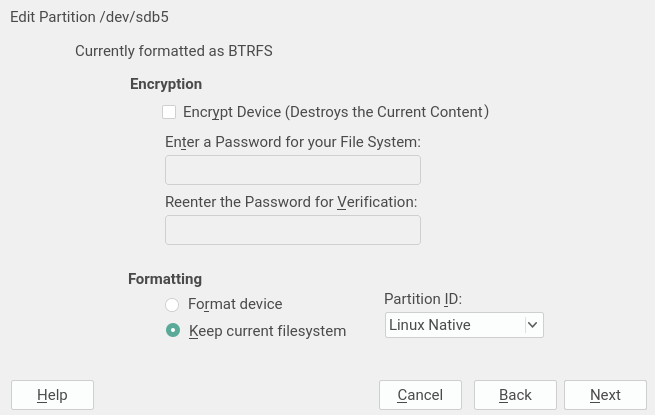 Edit Partition /dev/sdb5
Currently formatted as BTRFS
Encryption
Encrypt Device (Destroys the Current Content)
Enter a Password for your File System:
Reenter the Password for Verification:
Formatting
Format device
Keep current filesystem
Partition ID:
Linux Native
Help
Cancel
Back
Next